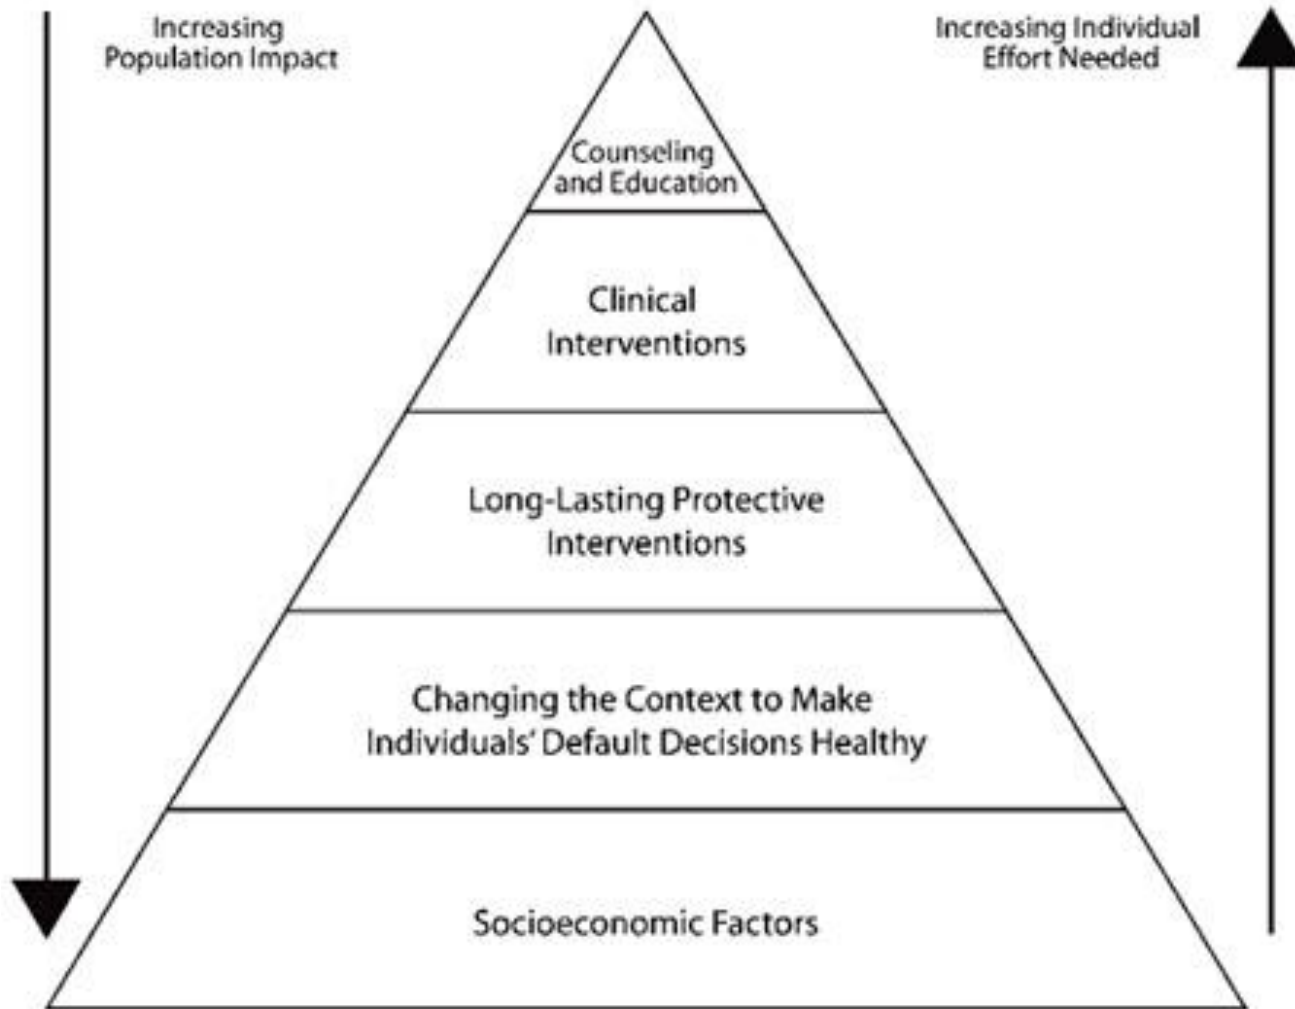 Increasing
Population Impact
Increasing Individual
Effort Needed
Counseling
and Education
Clinical
Interventions
Long-Lasting Protective
Interventions
Changing the Context to Make
Individuals’ Default Decisions Healthy
Socioeconomic Factors